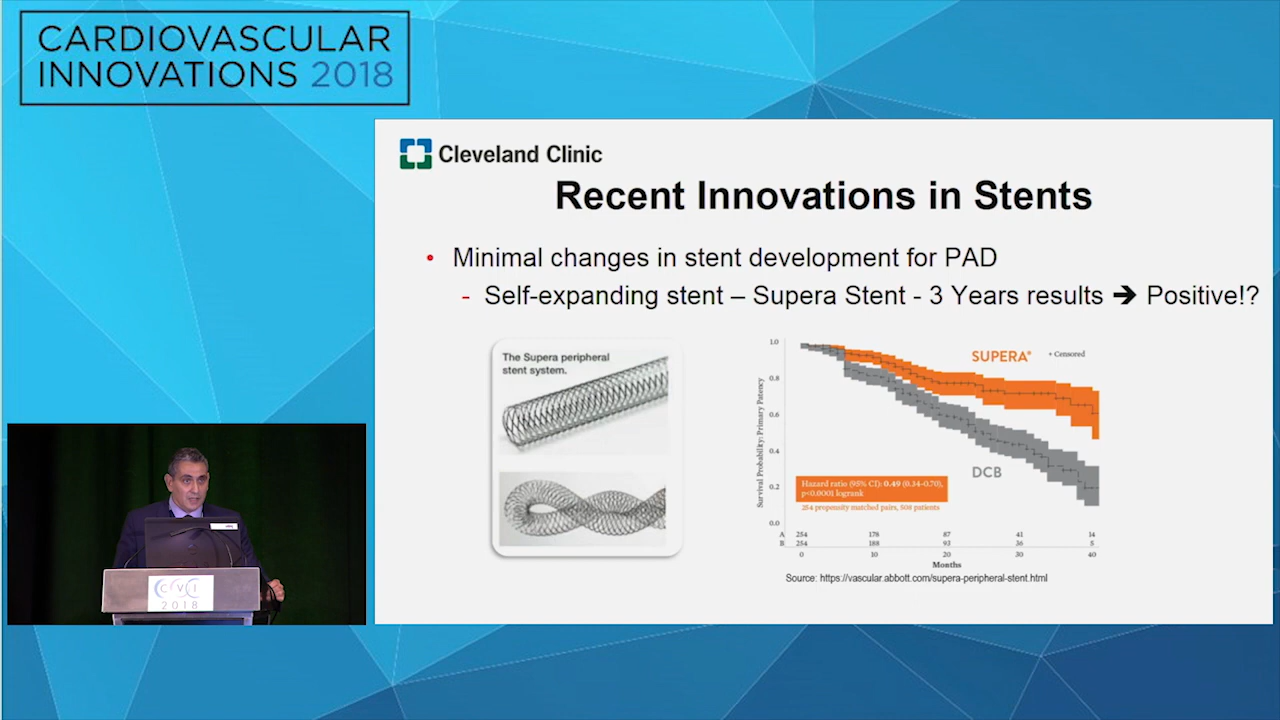 CARDIOVASCULAR
INNOVATIONS 2018
Cleveland Clinic
Recent Innovations in Stents
• Minimal changes in stent development for PAD
- Self-expanding stent – Supera Stent - 3 Years results ➔ Positive!?
The Supera peripheral
stent system.
1.0
0.8
0.6
0.4
0.2
0.0
Survival Probability: Primary Patency
SUPERA*
+ Censored
DCB
Hazard ratio (95% CI): 0.49 (0.34-0.70),
p<0.0001 logrank
254 propensity matched pairs, 508 patients
A 254 178 87 41 14
B 254 188 93 36 5
0 10 20 30 40
Months
Source: https://vascular.abbott.com/supera-peripheral-stent.html
CVI
2018